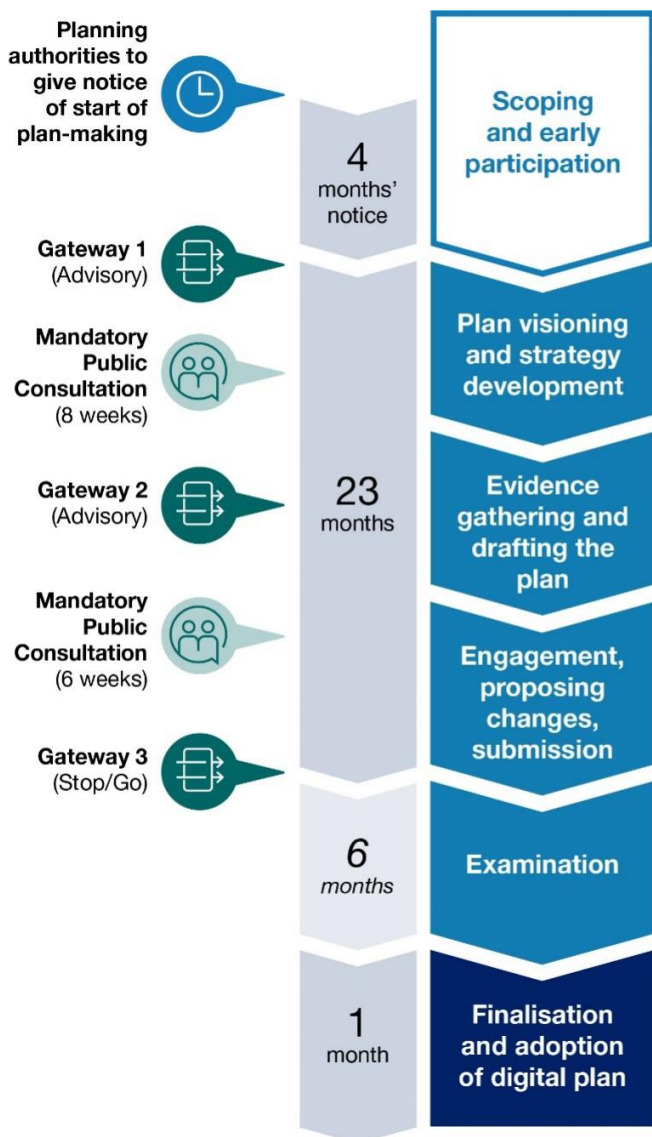 Planning
authorities to
give notice
of start of
plan-making
4
months'
notice
Scoping
and early
participation
Gateway 1
(Advisory)
Mandatory
Public
Consultation
(8 weeks)
Gateway 2
(Advisory)
Mandatory
Public
Consultation
(6 weeks)
Gateway 3
(Stop/Go)
23
months
Plan visioning
and strategy
development
Evidence
gathering and
drafting the
plan
Engagement,
proposing
changes,
submission
6
months
Examination
1
month
Finalisation
and adoption
of digital plan